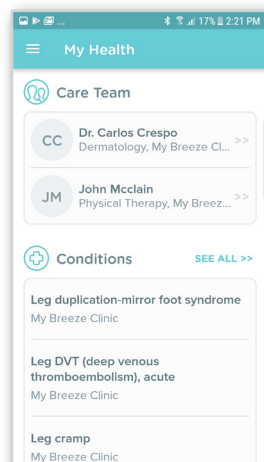 ... 17% 2:21 PM
My Health
Care Team
CC
Dr. Carlos Crespo
Dermatology, My Breeze Cl... >>
JM
John Mcclain
Physical Therapy, My Breez... >>
Conditions SEE ALL >>
Leg duplication-mirror foot syndrome
My Breeze Clinic
Leg DVT (deep venous
thromboembolism), acute
My Breeze Clinic
Leg cramp
My Breeze Clinic